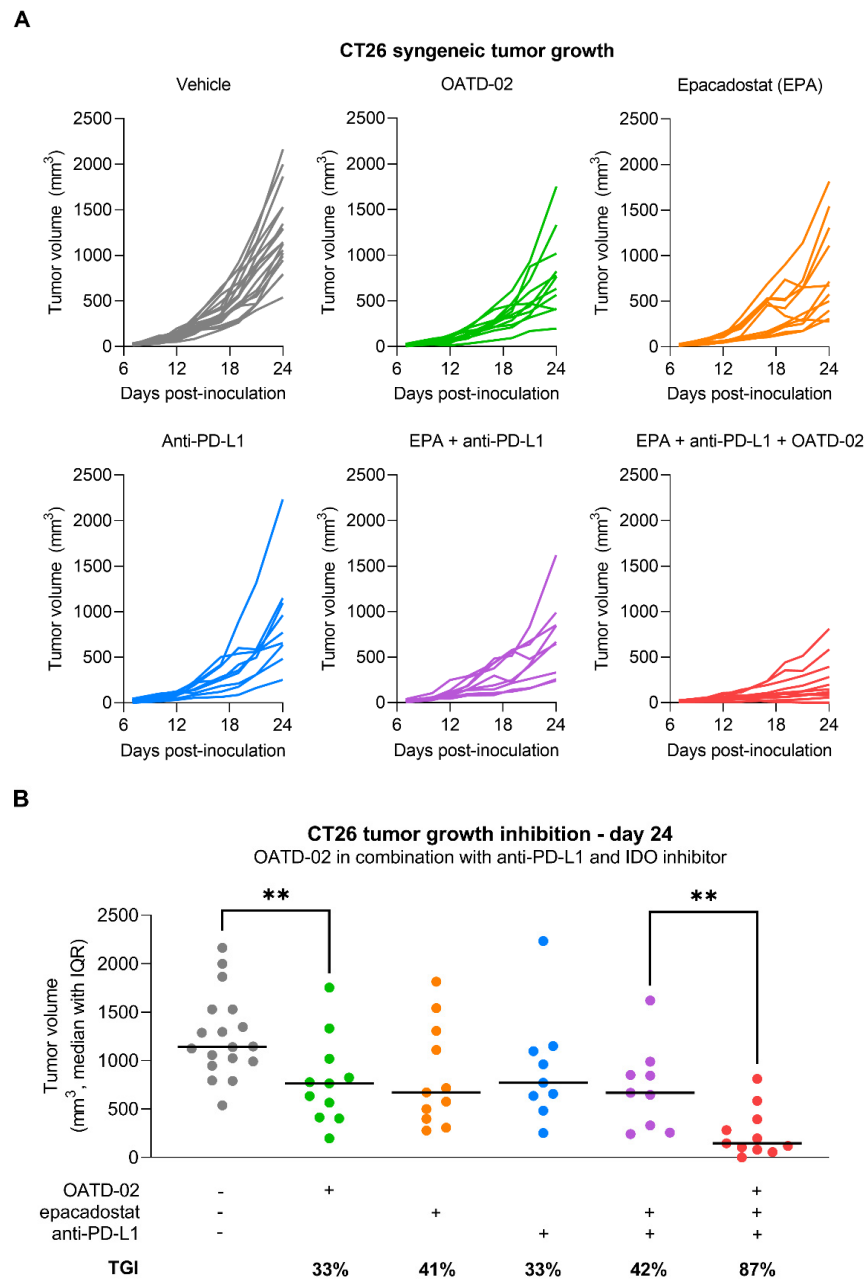 A
CT26 syngeneic tumor growth
Vehicle
OATD-02
Epacadostat (EPA)
Tumor volume (mm³)
2500
2000
1500
1000
500
0
6 12 18 24
Days post-inoculation
Tumor volume (mm³)
2500
2000
1500
1000
500
0
6 12 18 24
Days post-inoculation
Tumor volume (mm³)
2500
2000
1500
1000
500
0
6 12 18 24
Days post-inoculation
Anti-PD-L1
EPA + anti-PD-L1
EPA + anti-PD-L1 + OATD-02
Tumor volume (mm³)
2500
2000
1500
1000
500
0
6 12 18 24
Days post-inoculation
Tumor volume (mm³)
2500
2000
1500
1000
500
0
6 12 18 24
Days post-inoculation
Tumor volume (mm³)
2500
2000
1500
1000
500
0
6 12 18 24
Days post-inoculation
B
CT26 tumor growth inhibition - day 24
OATD-02 in combination with anti-PD-L1 and IDO inhibitor
**
**
Tumor volume
(mm³, median with IQR)
2500
2000
1500
1000
500
0
OATD-02 - + +
epacadostat - + + +
anti-PD-L1 - + + +
TGI 33% 41% 33% 42% 87%